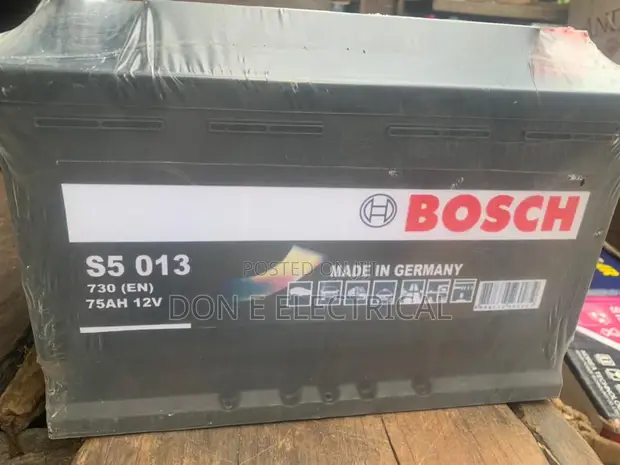 BOSCH
S5 013
730 (EN)
75AH 12V
MADE IN GERMANY
POSTED ON
DON E ELECTRICAL